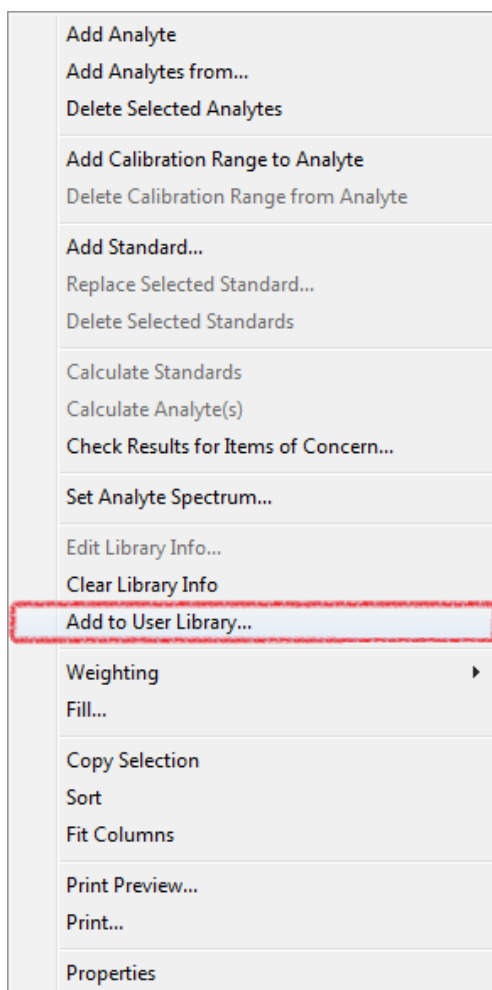 Add Analyte
Add Analytes from...
Delete Selected Analytes
Add Calibration Range to Analyte
Delete Calibration Range from Analyte
Add Standard...
Replace Selected Standard...
Delete Selected Standards
Calculate Standards
Calculate Analyte(s)
Check Results for Items of Concern...
Set Analyte Spectrum...
Edit Library Info...
Clear Library Info
Add to User Library...
Weighting
Fill...
Copy Selection
Sort
Fit Columns
Print Preview...
Print...
Properties